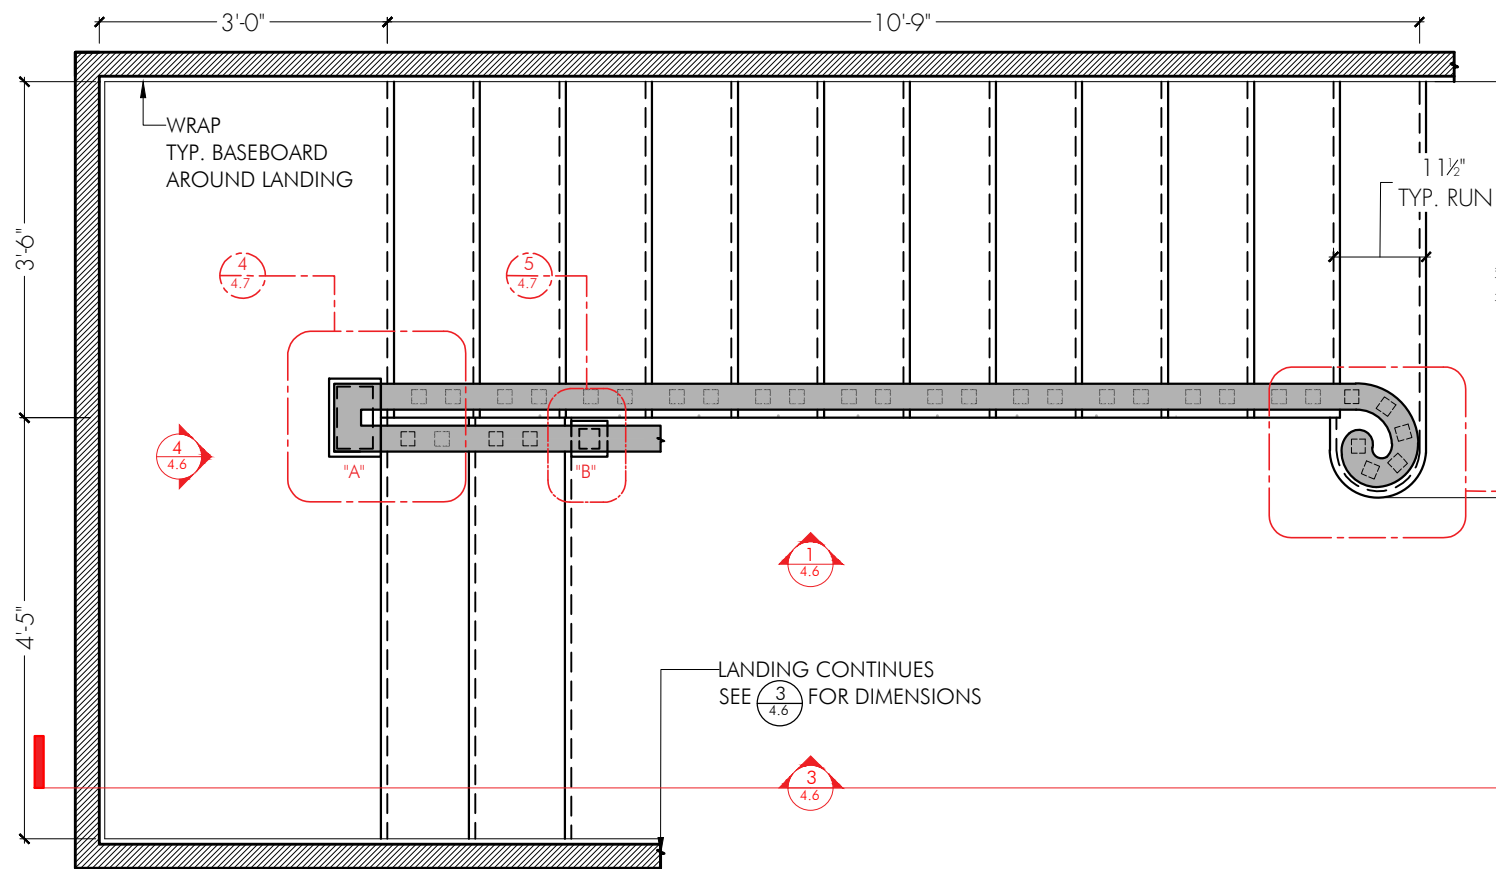 3'-0"
10'-9"
WRAP
TYP. BASEBOARD
AROUND LANDING
11½"
TYP. RUN
3'-6"
4
4.7
5
4.7
4
4.6
"A"
"B"
1
4.6
4'-5"
LANDING CONTINUES
SEE 3 FOR DIMENSIONS
4.6
3
4.6